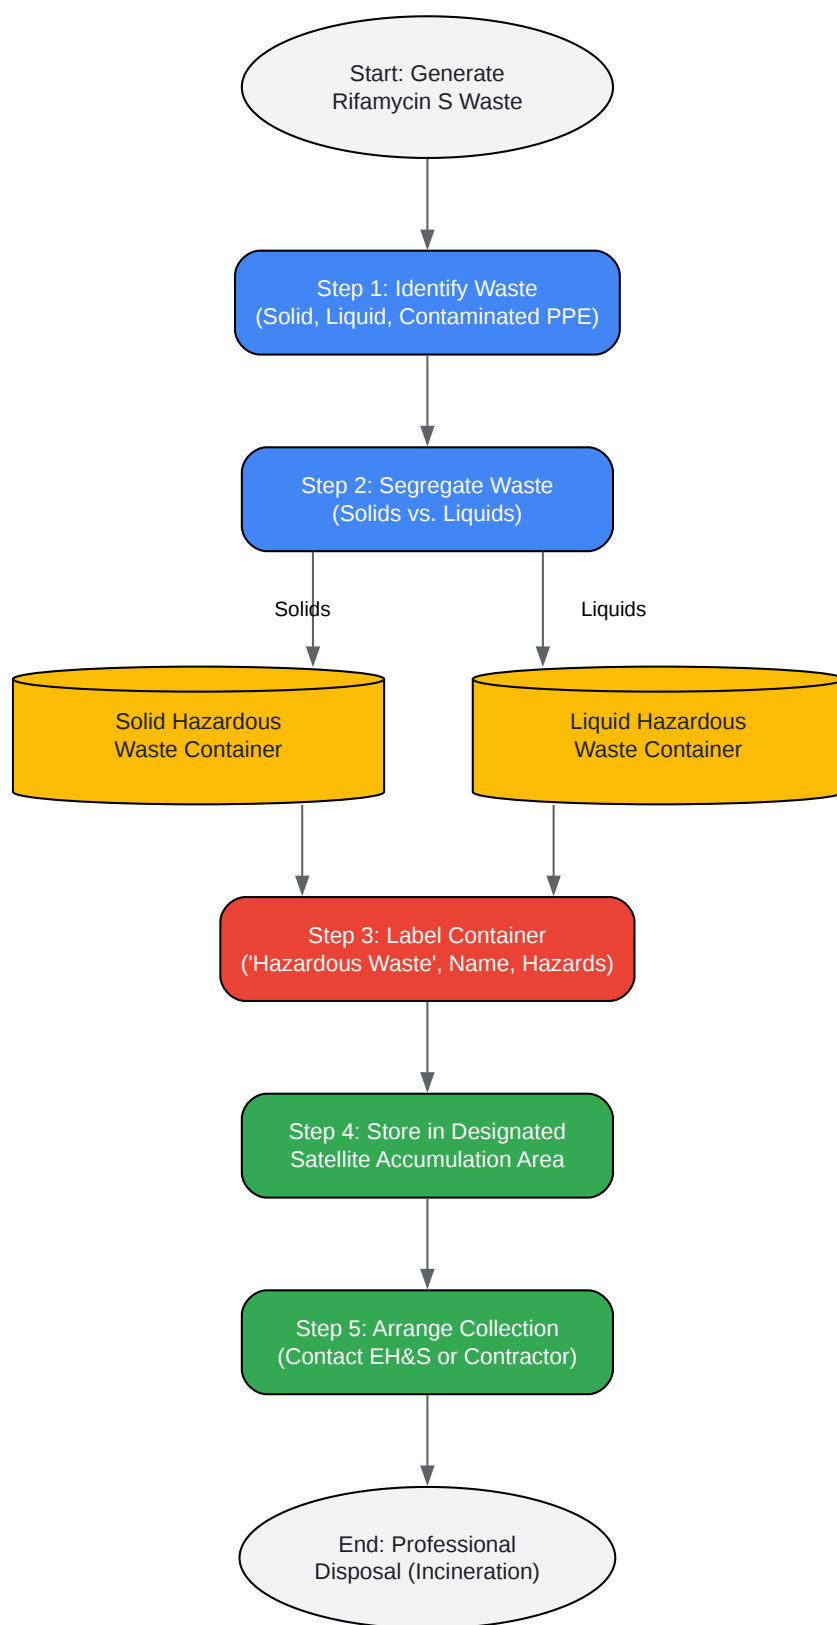 Start: Generate
Rifamycin S Waste
Step 1: Identify Waste
(Solid, Liquid, Contaminated PPE)
Step 2: Segregate Waste
(Solids vs. Liquids)
Solids
Liquids
Solid Hazardous
Waste Container
Liquid Hazardous
Waste Container
Step 3: Label Container
('Hazardous Waste', Name, Hazards)
Step 4: Store in Designated
Satellite Accumulation Area
Step 5: Arrange Collection
(Contact EH&S or Contractor)
End: Professional
Disposal (Incineration)